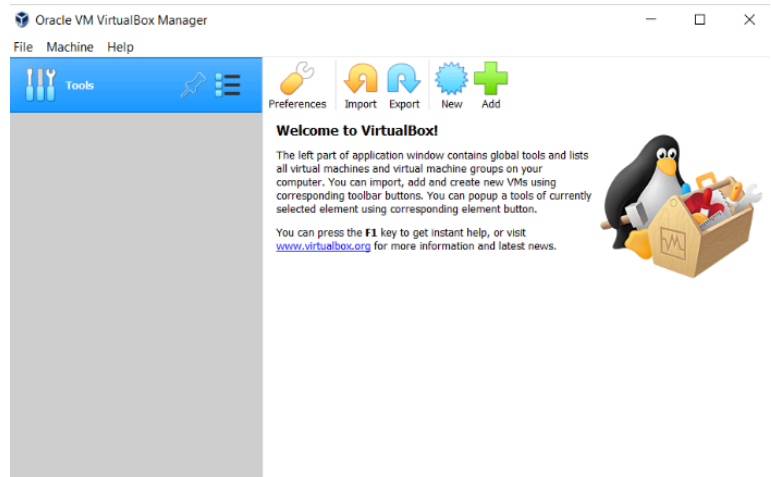 Oracle VM VirtualBox Manager
File Machine Help
Tools
Preferences Import Export New Add
Welcome to VirtualBox!
The left part of application window contains global tools and lists
all virtual machines and virtual machine groups on your
computer. You can import, add and create new VMs using
corresponding toolbar buttons. You can popup a tools of currently
selected element using corresponding element button.
You can press the F1 key to get instant help, or visit
www.virtualbox.org for more information and latest news.